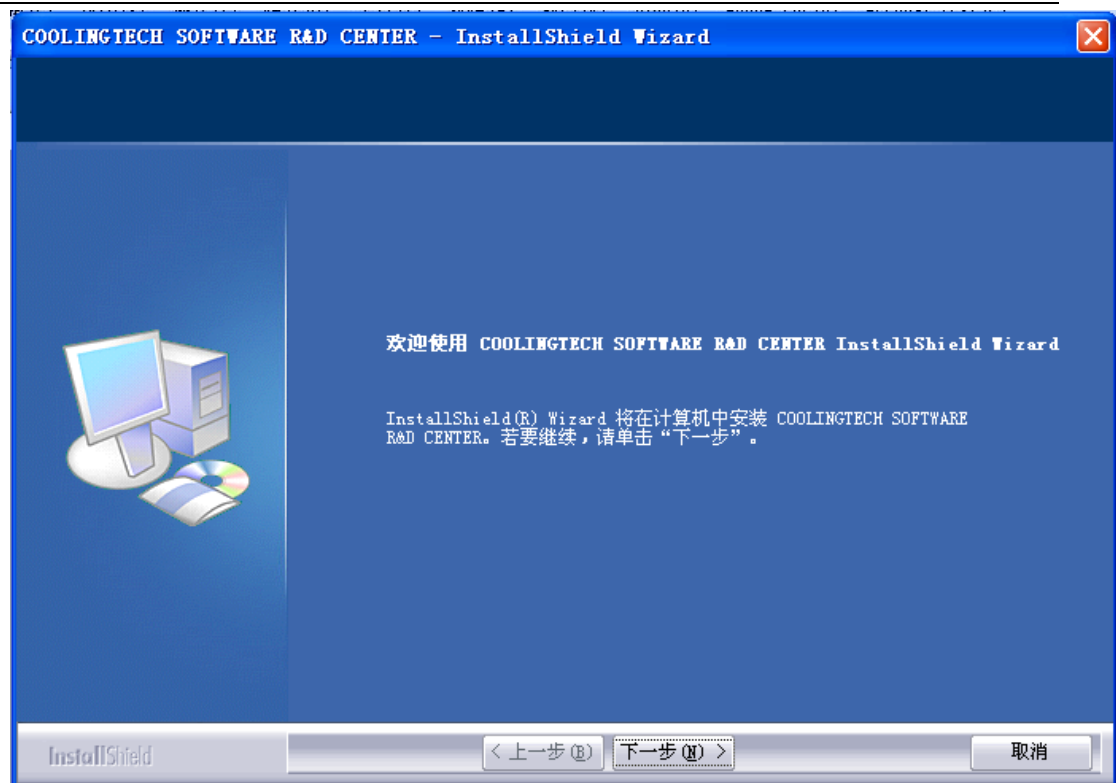 COOLINGTECH SOFTWARE R&D CENTER - InstallShield Wizard
欢迎使用 COOLINGTECH SOFTWARE R&D CENTER InstallShield Wizard
InstallShield(R) Wizard 将在计算机中安装 COOLINGTECH SOFTWARE
R&D CENTER。若要继续，请单击“下一步”。
InstallShield
< 上一步(B)
下一步(N) >
取消